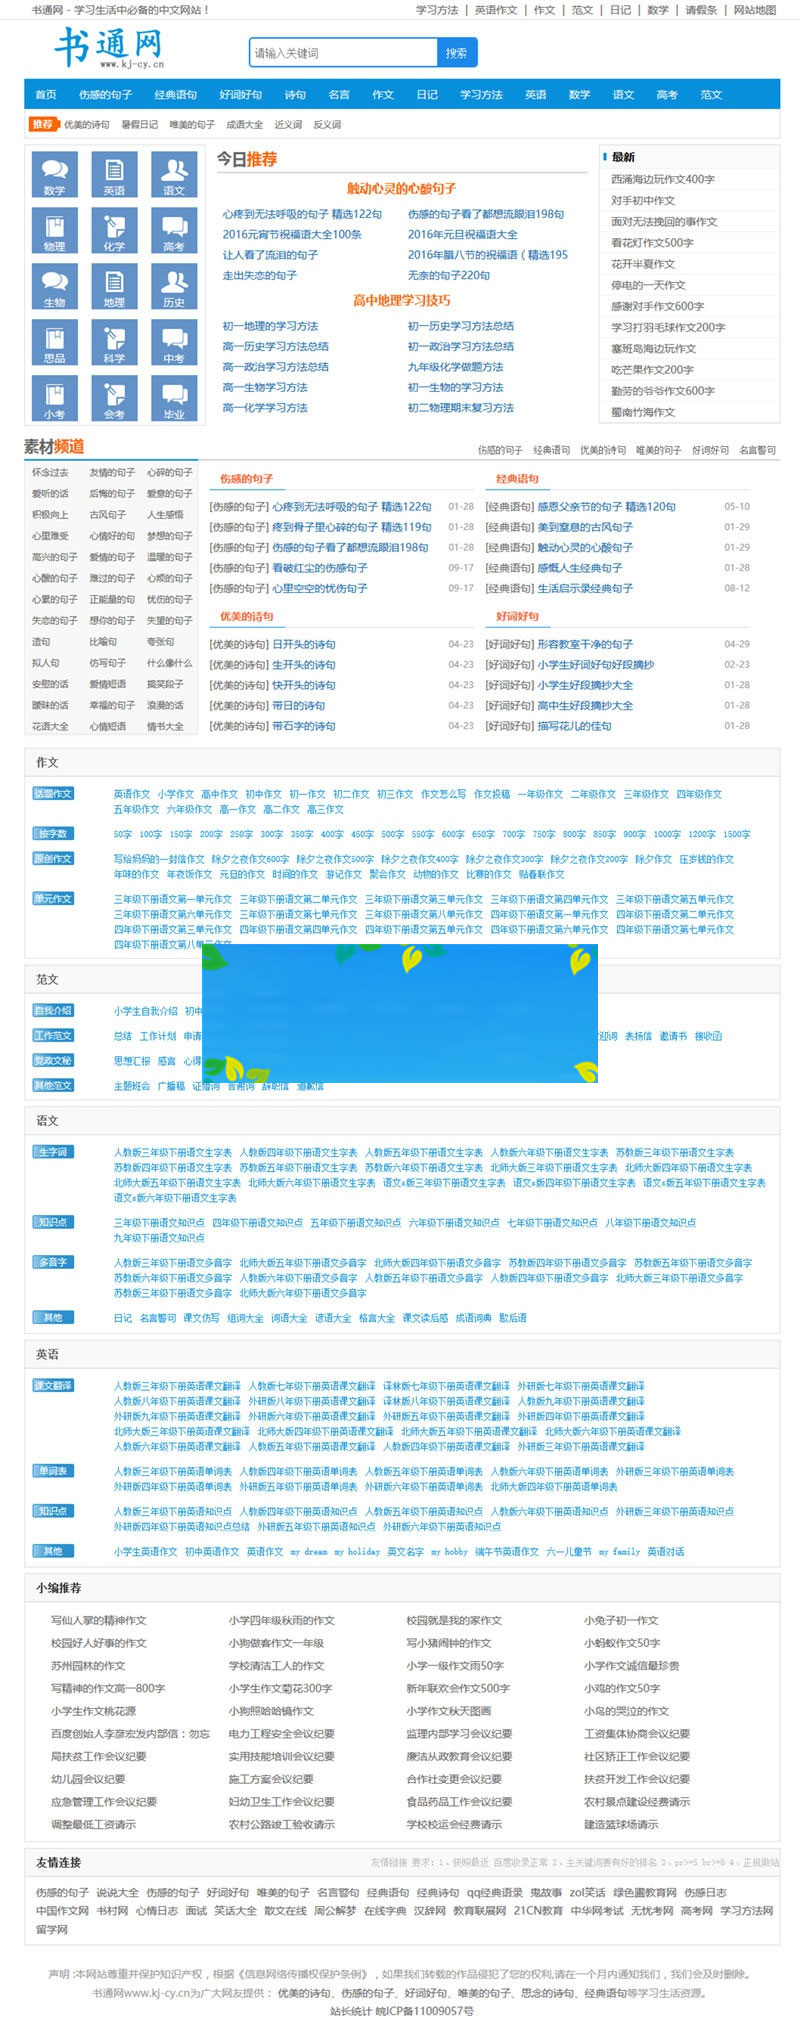 书通网 - 学习生活中必备的中文网站！
学习方法 | 英语作文 | 作文 | 范文 | 日记 | 数学 | 请假条 | 网站地图
书通网
www.kj-cy.cn
请输入关键词 搜索
首页 伤感的句子 经典语句 好词好句 诗句 名言 作文 日记 学习方法 英语 数学 语文 高考 范文
推荐 优美的诗句 暑假日记 唯美的句子 成语大全 近义词 反义词
数学 英语 语文
物理 化学 高考
生物 地理 历史
思品 科学 中考
小考 会考 毕业
今日推荐
触动心灵的心酸句子
心疼到无法呼吸的句子 精选122句 伤感的句子看了都想流眼泪198句
2016元宵节祝福语大全100条 2016年元旦祝福语大全
让人看了流泪的句子 2016年腊八节的祝福语（精选195
走出失恋的句子 无奈的句子220句
高中地理学习技巧
初一地理的学习方法 初一历史学习方法总结
高一历史学习方法总结 初一政治学习方法总结
高一政治学习方法总结 九年级化学做题方法
高一生物学习方法 初一生物的学习方法
高一化学学习方法 初二物理期末复习方法
最新
西涌海边玩作文400字
对手初中作文
面对无法挽回的事作文
看花灯作文500字
花开半夏作文
停电的一天作文
感谢对手作文600字
学习打羽毛球作文200字
塞班岛海边玩作文
吃芒果作文200字
勤劳的爷爷作文600字
蜀南竹海作文
素材频道
伤感的句子 经典语句 优美的诗句 唯美的句子 好词好句 名言警句
怀念过去 友情的句子 心碎的句子
爱听的话 后悔的句子 爱意的句子
积极向上 古风句子 人生感悟
心里难受 心情好的句 梦想的句子
高兴的句子 爱情的句子 温暖的句子
心酸的句子 难过的句子 心烦的句子
心累的句子 正能量的句 忧伤的句子
失恋的句子 想你的句子 失望的句子
造句 比喻句 夸张句
拟人句 仿写句子 什么像什么
安慰的话 爱情短语 搞笑段子
暧昧的话 幸福的句子 浪漫的话
花语大全 心情短语 情书大全
伤感的句子
[伤感的句子] 心疼到无法呼吸的句子 精选122句 01-28
[伤感的句子] 疼到骨子里心碎的句子 精选119句 01-28
[伤感的句子] 伤感的句子看了都想流眼泪198句 01-28
[伤感的句子] 看破红尘的伤感句子 09-17
[伤感的句子] 心里空空的忧伤句子 09-17
经典语句
[经典语句] 感恩父亲节的句子 精选120句 05-10
[经典语句] 美到窒息的古风句子 01-29
[经典语句] 触动心灵的心酸句子 01-29
[经典语句] 感慨人生经典句子 01-28
[经典语句] 生活启示录经典句子 08-12
优美的诗句
[优美的诗句] 日开头的诗句 04-23
[优美的诗句] 生开头的诗句 04-23
[优美的诗句] 快开头的诗句 04-23
[优美的诗句] 带日的诗句 04-23
[优美的诗句] 带石字的诗句 04-23
好词好句
[好词好句] 形容教室干净的句子 04-29
[好词好句] 小学生好词好句好段摘抄 02-23
[好词好句] 小学生好段摘抄大全 01-28
[好词好句] 高中生好段摘抄大全 01-28
[好词好句] 描写花儿的佳句 01-28
作文
话题作文 英语作文 小学作文 高中作文 初中作文 初一作文 初二作文 初三作文 作文怎么写 作文投稿 一年级作文 二年级作文 三年级作文 四年级作文
五年级作文 六年级作文 高一作文 高二作文 高三作文
按字数 50字 100字 150字 200字 250字 300字 350字 400字 450字 500字 550字 600字 650字 700字 750字 800字 850字 900字 1000字 1200字 1500字
原创作文 写给妈妈的一封信作文 除夕之夜作文600字 除夕之夜作文500字 除夕之夜作文400字 除夕之夜作文300字 除夕之夜作文200字 除夕作文 压岁钱的作文
年味的作文 年夜饭作文 元旦的作文 时间的作文 游记作文 聚会作文 动物的作文 比赛的作文 贴春联作文
单元作文 三年级下册语文第一单元作文 三年级下册语文第二单元作文 三年级下册语文第三单元作文 三年级下册语文第四单元作文 三年级下册语文第五单元作文
三年级下册语文第六单元作文 三年级下册语文第七单元作文 三年级下册语文第八单元作文 四年级下册语文第一单元作文 四年级下册语文第二单元作文
四年级下册语文第三单元作文 四年级下册语文第四单元作文 四年级下册语文第五单元作文 四年级下册语文第六单元作文 四年级下册语文第七单元作文
四年级下册语文第八单元作文
范文
自我介绍 小学生自我介绍 初中
工作范文 总结 工作计划 申请 迎词 表扬信 邀请书 接收函
党政文秘 思想汇报 感言 心得
其他范文 主题班会 广播稿 证婚词 答谢词 辞职信 道歉信
语文
生字词 人教版三年级下册语文生字表 人教版四年级下册语文生字表 人教版五年级下册语文生字表 人教版六年级下册语文生字表 苏教版三年级下册语文生字表
苏教版四年级下册语文生字表 苏教版五年级下册语文生字表 苏教版六年级下册语文生字表 北师大版三年级下册语文生字表 北师大版四年级下册语文生字表
北师大版五年级下册语文生字表 北师大版六年级下册语文生字表 语文s版三年级下册语文生字表 语文s版四年级下册语文生字表 语文s版五年级下册语文生字表
语文s版六年级下册语文生字表
知识点 三年级下册语文知识点 四年级下册语文知识点 五年级下册语文知识点 六年级下册语文知识点 七年级下册语文知识点 八年级下册语文知识点
九年级下册语文知识点
多音字 人教版三年级下册语文多音字 北师大版五年级下册语文多音字 北师大版四年级下册语文多音字 苏教版四年级下册语文多音字 苏教版五年级下册语文多音字
苏教版六年级下册语文多音字 人教版六年级下册语文多音字 人教版五年级下册语文多音字 人教版四年级下册语文多音字 北师大版三年级下册语文多音字
苏教版三年级下册语文多音字 北师大版六年级下册语文多音字
其他 日记 名言警句 课文仿写 组词大全 词语大全 谚语大全 格言大全 课文读后感 成语词典 歇后语
英语
课文翻译 人教版三年级下册英语课文翻译 人教版七年级下册英语课文翻译 译林版七年级下册英语课文翻译 外研版七年级下册英语课文翻译
人教版八年级下册英语课文翻译 外研版八年级下册英语课文翻译 译林版八年级下册英语课文翻译 人教版九年级下册英语课文翻译
外研版九年级下册英语课文翻译 外研版六年级下册英语课文翻译 外研版五年级下册英语课文翻译 外研版四年级下册英语课文翻译
北师大版三年级下册英语课文翻译 北师大版四年级下册英语课文翻译 北师大版五年级下册英语课文翻译 北师大版六年级下册英语课文翻译
人教版六年级下册英语课文翻译 人教版五年级下册英语课文翻译 人教版四年级下册英语课文翻译 外研版三年级下册英语课文翻译
单词表 人教版三年级下册英语单词表 人教版四年级下册英语单词表 人教版五年级下册英语单词表 人教版六年级下册英语单词表 外研版三年级下册英语单词表
外研版四年级下册英语单词表 外研版五年级下册英语单词表 外研版六年级下册英语单词表 北师大版四年级下册英语单词表
知识点 人教版三年级下册英语知识点 人教版四年级下册英语知识点 人教版五年级下册英语知识点 人教版六年级下册英语知识点 外研版三年级下册英语知识点
外研版四年级下册英语知识点总结 外研版五年级下册英语知识点 外研版六年级下册英语知识点
其他 小学生英语作文 初中英语作文 英语作文 my dream my holiday 英文名字 my hobby 端午节英语作文 六一儿童节 my family 英语对话
小编推荐
写仙人掌的精神作文 小学四年级秋雨的作文 校园就是我的家作文 小兔子初一作文
校园好人好事的作文 小狗做客作文一年级 写小猪闹钟的作文 小蚂蚁作文50字
苏州园林的作文 学校清洁工人的作文 小学一级作文雨50字 小学作文诚信最珍贵
写精神的作文高一800字 小学生作文菊花300字 新年联欢会作文500字 小鸡的作文50字
小学生作文桃花源 小狗照哈哈镜作文 小学作文秋天图画 小鸟的哭泣的作文
百度创始人李彦宏发内部信：勿忘 电力工程安全会议纪要 监理内部学习会议纪要 工资集体协商会议纪要
局扶贫工作会议纪要 实用技能培训会议纪要 廉洁从政教育会议纪要 社区矫正工作会议纪要
幼儿园会议纪要 施工方案会议纪要 合作社变更会议纪要 扶贫开发工作会议纪要
应急管理工作会议纪要 妇幼卫生工作会议纪要 食品药品工作会议纪要 农村景点建设经费请示
调整最低工资请示 农村公路竣工验收请示 学校校运会经费请示 建造篮球场请示
友情连接 友情链接 要求：1、快照最近 百度收录正常 2、主关键词要有好的排名 3、pr>=5 br>=8 4、正规做站
伤感的句子 说说大全 伤感的句子 好词好句 唯美的句子 名言警句 经典语句 经典诗句 qq经典语录 鬼故事 zol笑话 绿色圃教育网 伤感日志
中国作文网 书村网 心情日志 面试 笑话大全 散文在线 周公解梦 在线字典 汉辞网 教育联展网 21CN教育 中华网考试 无忧考网 高考网 学习方法网
留学网
声明 :本网站尊重并保护知识产权，根据《信息网络传播权保护条例》，如果我们转载的作品侵犯了您的权利,请在一个月内通知我们，我们会及时删除。
书通网www.kj-cy.cn为广大网友提供： 优美的诗句、伤感的句子、好词好句、唯美的句子、思念的诗句、经典语句等学习生活资源。
站长统计 皖ICP备11009057号